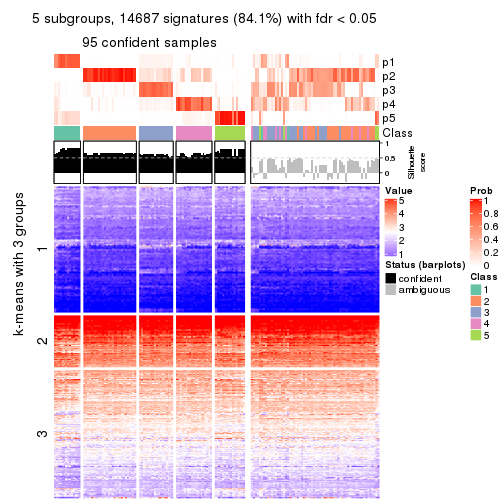 5 subgroups, 14687 signatures (84.1%) with fdr < 0.05
95 confident samples
p1
p2
p3
p4
p5
Class
1
0.5
0
Silhouette
score
k-means with 3 groups
1
2
3
Value
5
4
3
2
1
Status (barplots)
confident
ambiguous
Prob
1
0.8
0.6
0.4
0.2
0
Class
1
2
3
4
5